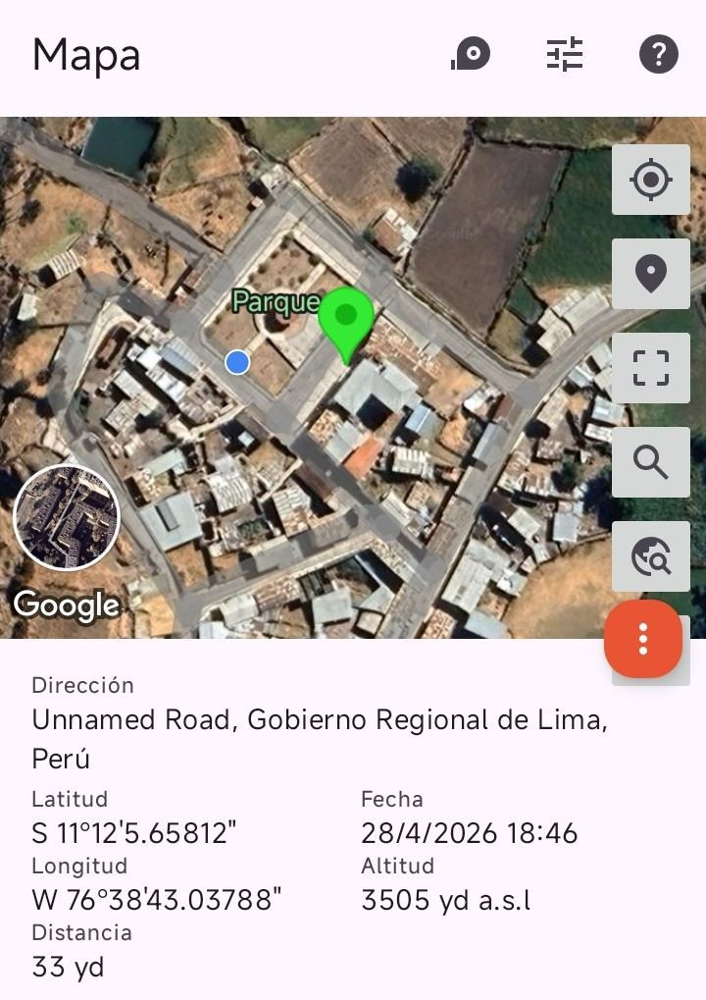 Mapa
Parque
Google
Dirección
Unnamed Road, Gobierno Regional de Lima,
Perú
Latitud
S 11°12'5.65812"
Fecha
28/4/2026 18:46
Longitud
W 76°38'43.03788"
Altitud
3505 yd a.s.l
Distancia
33 yd